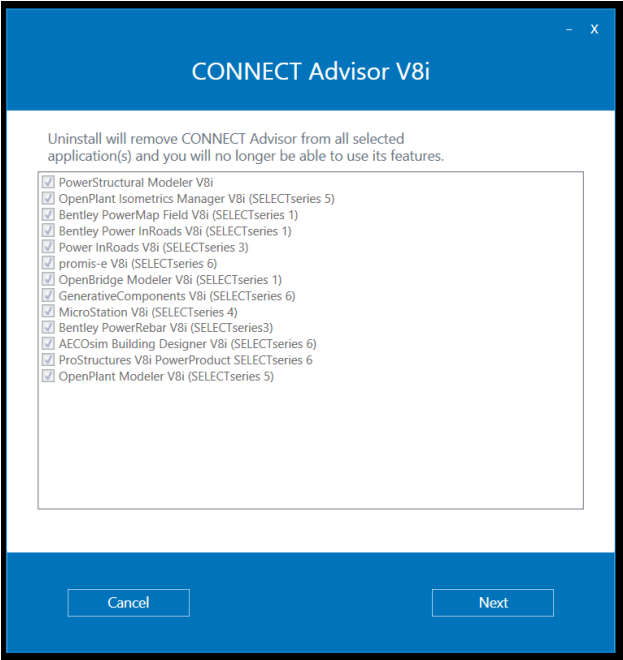 – X
CONNECT Advisor V8i
Uninstall will remove CONNECT Advisor from all selected
application(s) and you will no longer be able to use its features.
PowerStructural Modeler V8i
OpenPlant Isometrics Manager V8i (SELECTseries 5)
Bentley PowerMap Field V8i (SELECTseries 1)
Bentley Power InRoads V8i (SELECTseries 1)
Power InRoads V8i (SELECTseries 3)
promis-e V8i (SELECTseries 6)
OpenBridge Modeler V8i (SELECTseries 1)
GenerativeComponents V8i (SELECTseries 6)
MicroStation V8i (SELECTseries 4)
Bentley PowerRebar V8i (SELECTseries3)
AECOsim Building Designer V8i (SELECTseries 6)
ProStructures V8i PowerProduct SELECTseries 6
OpenPlant Modeler V8i (SELECTseries 5)
Cancel Next